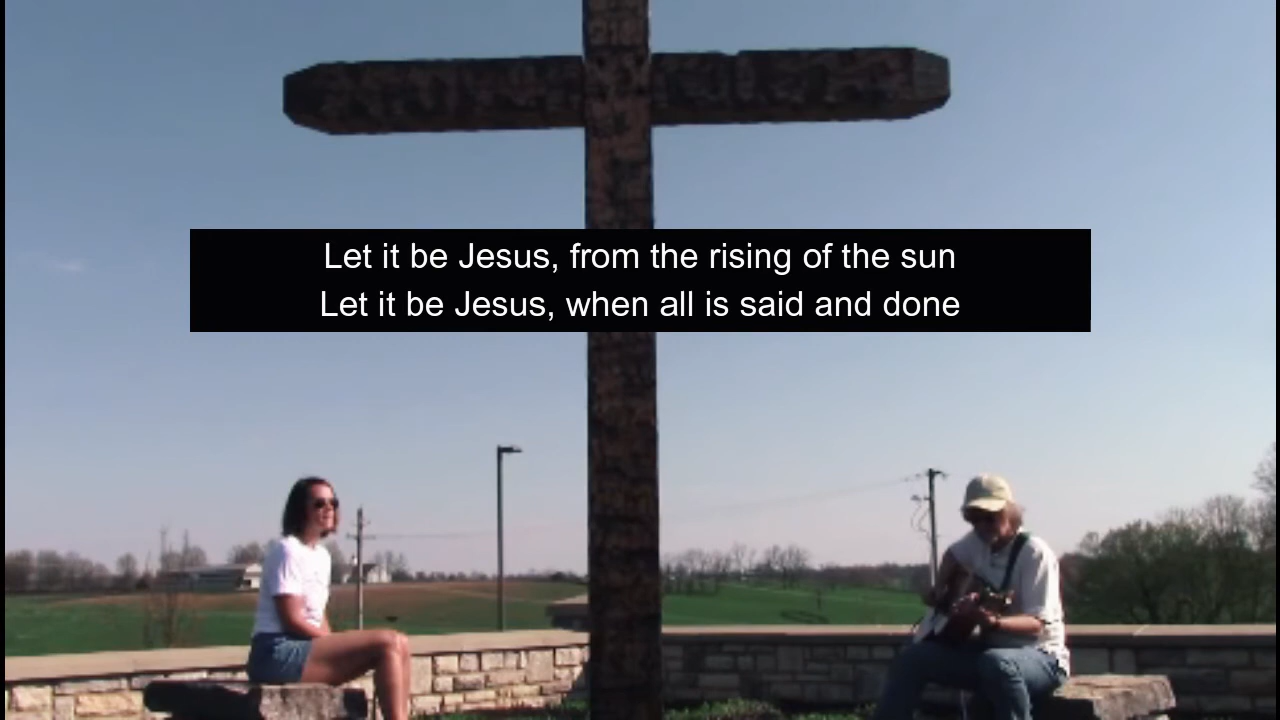 Let it be Jesus, from the rising of the sun
Let it be Jesus, when all is said and done